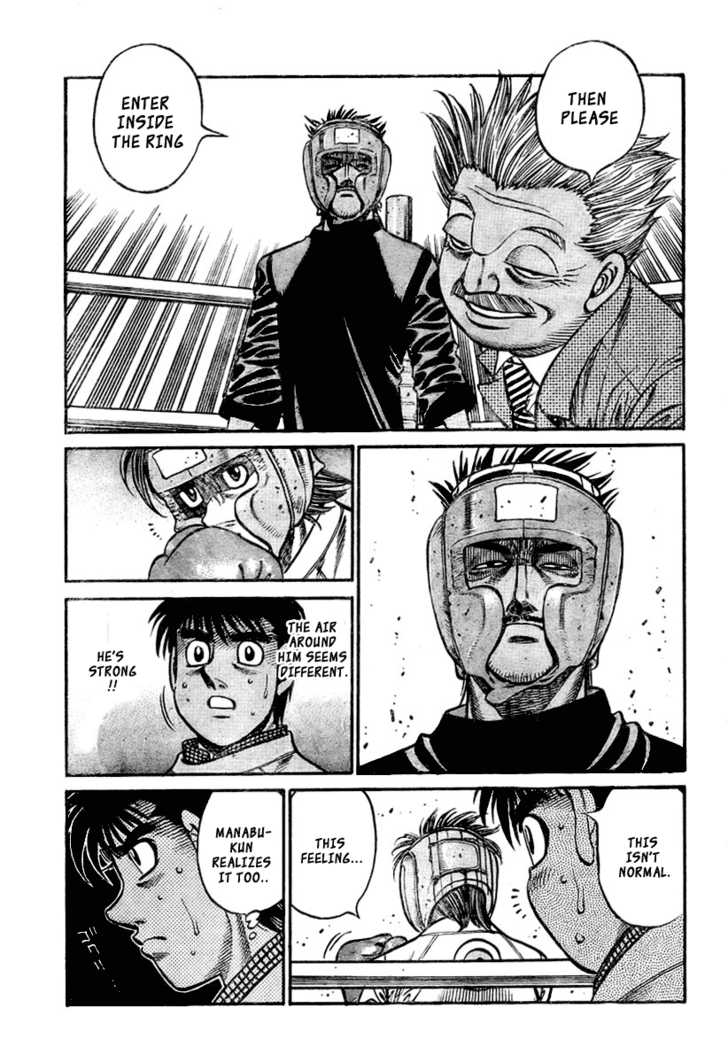 THEN
PLEASE
ENTER
INSIDE
THE RING
THE AIR
AROUND
HIM SEEMS
DIFFERENT.
HE'S
STRONG
!!
THIS
ISN'T
NORMAL.
THIS
FEELING...
MANABU-
KUN
REALIZES
IT TOO..